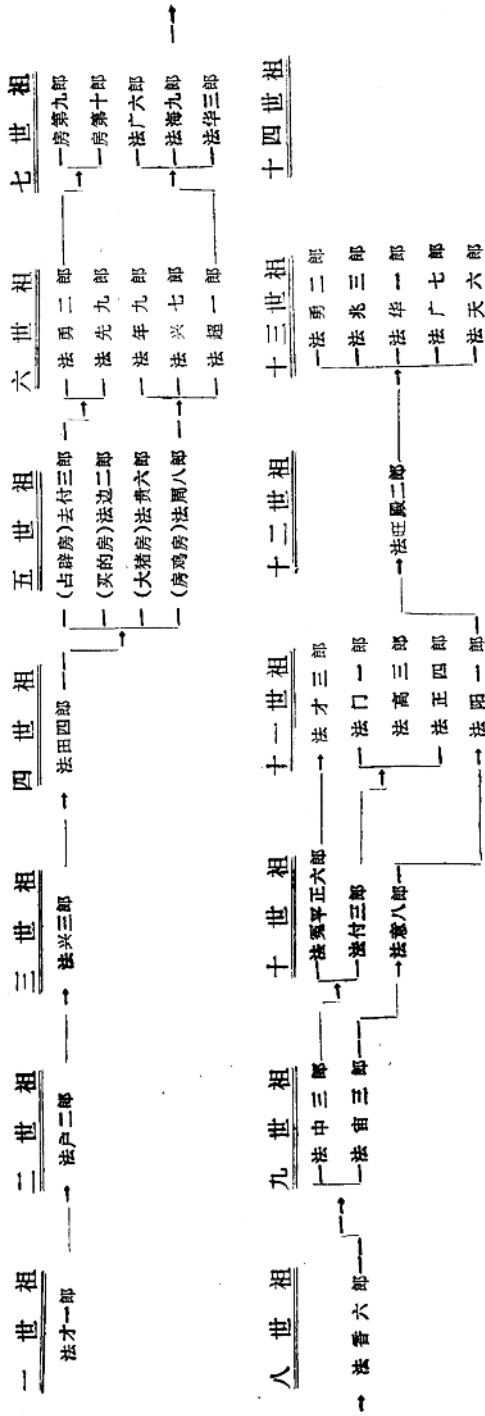 一世祖
法才一郎
二世祖
法户二郎
三世祖
法兴三郎
四世祖
法田四郎
五世祖
(占辟房)去付三郎
(买的房)法边二郎
(大猪房)法贵六郎
(房鸡房)法周八郎
六世祖
法勇二郎
法先九郎
法年九郎
法兴七郎
法超一郎
七世祖
房第九郎
房第十郎
法广六郎
法海九郎
法华三郎
八世祖
法香六郎
九世祖
法中三郎
法宙三郎
十世祖
法冤平正六郎
法付三郎
法意八郎
十一世祖
法才三郎
法门一郎
法高三郎
法正四郎
法阳一郎
十二世祖
法旺殿二郎
十三世祖
法勇二郎
法兆三郎
法华一郎
法广七郎
法天六郎
十四世祖